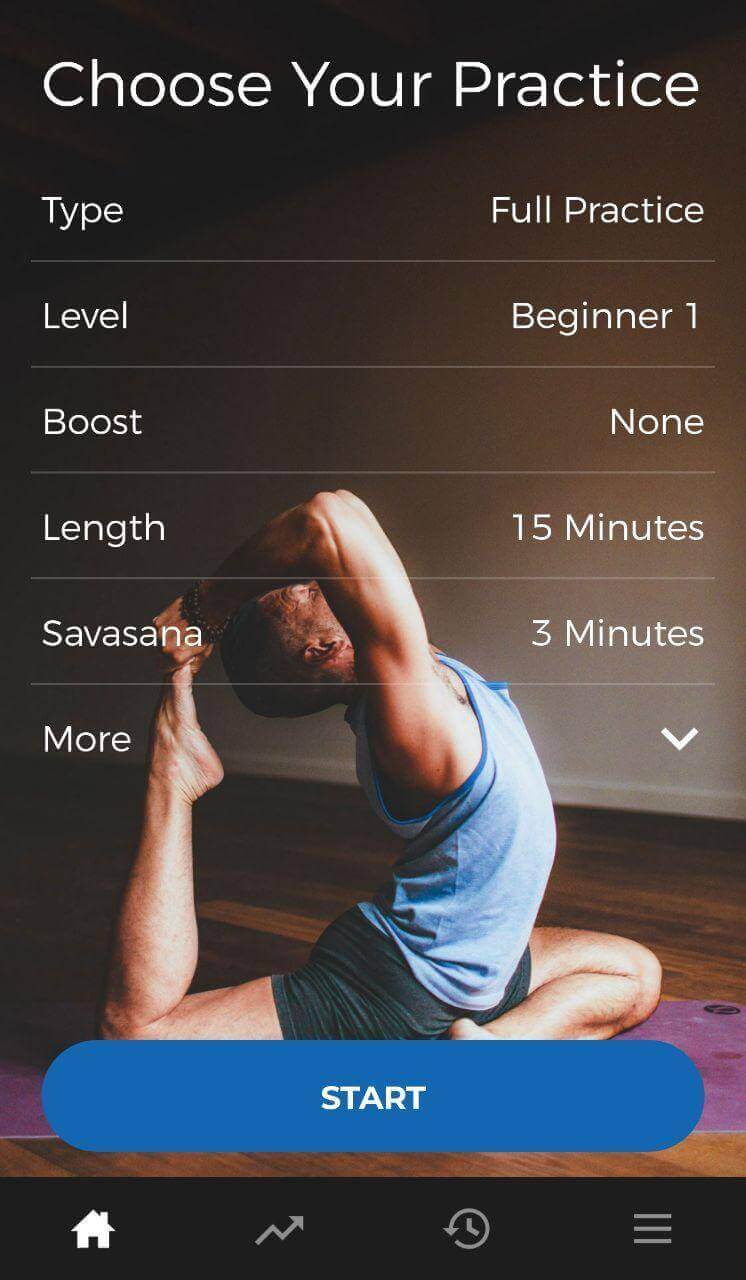 Choose Your Practice
Type Full Practice
Level Beginner 1
Boost None
Length 15 Minutes
Savasana 3 Minutes
More
START